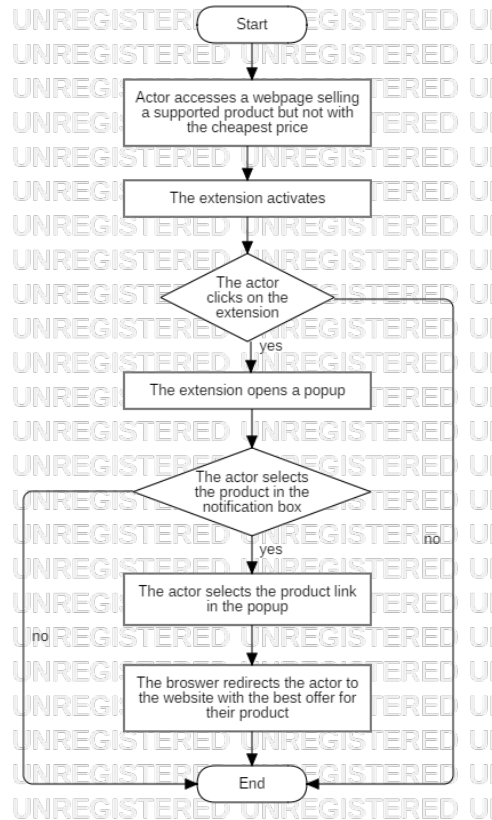 Start
Actor accesses a webpage selling
a supported product but not with
the cheapest price
The extension activates
The actor
clicks on the
extension
yes
The extension opens a popup
The actor selects
the product in the
notification box
no
yes
The actor selects the product link
in the popup
no
The broswer redirects the actor to
the website with the best offer for
their product
End
UNREGISTERED